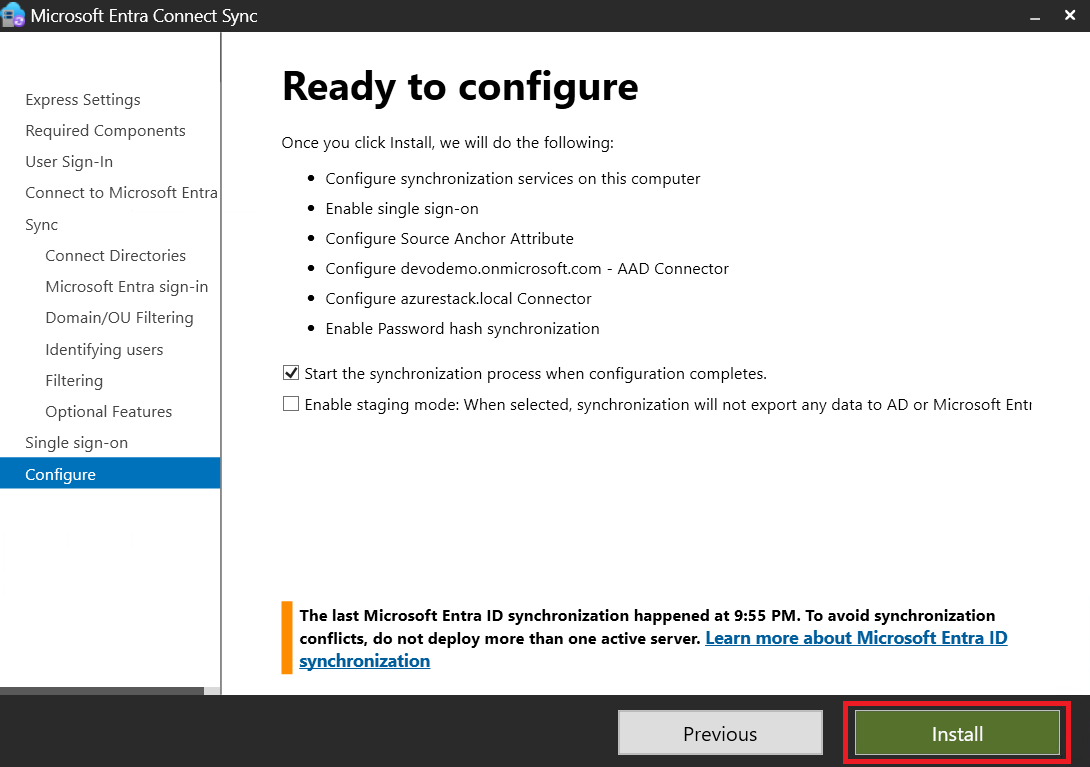 Microsoft Entra Connect Sync
Express Settings
Required Components
User Sign-In
Connect to Microsoft Entra
Sync
Connect Directories
Microsoft Entra sign-in
Domain/OU Filtering
Identifying users
Filtering
Optional Features
Single sign-on
Configure
Ready to configure
Once you click Install, we will do the following:
Configure synchronization services on this computer
Enable single sign-on
Configure Source Anchor Attribute
Configure devodemo.onmicrosoft.com - AAD Connector
Configure azurestack.local Connector
Enable Password hash synchronization
Start the synchronization process when configuration completes.
Enable staging mode: When selected, synchronization will not export any data to AD or Microsoft Entr
The last Microsoft Entra ID synchronization happened at 9:55 PM. To avoid synchronization
conflicts, do not deploy more than one active server. Learn more about Microsoft Entra ID
synchronization
Previous
Install